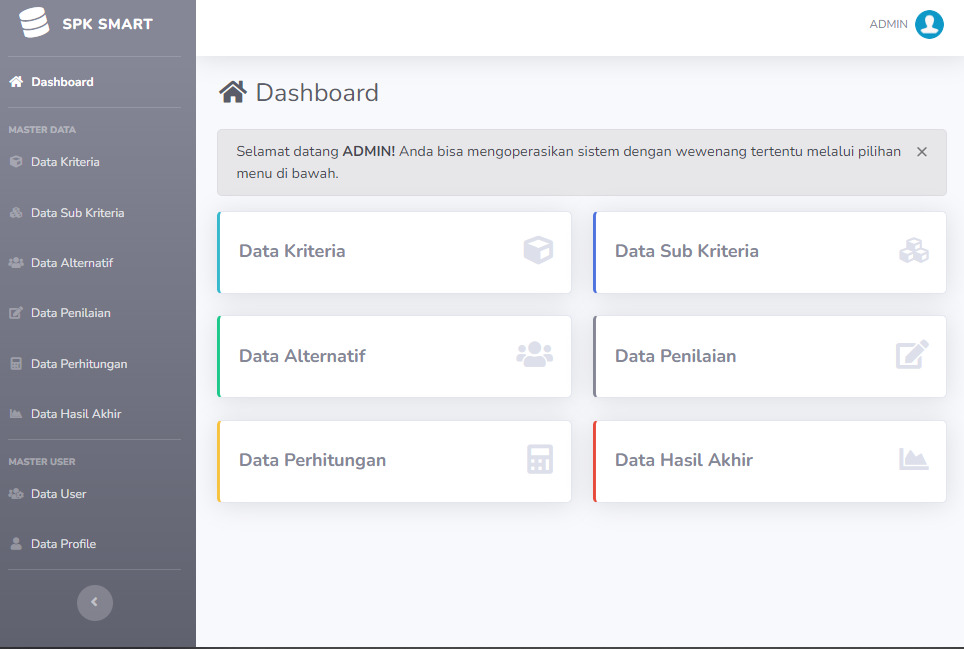 SPK SMART
Dashboard
MASTER DATA
Data Kriteria
Data Sub Kriteria
Data Alternatif
Data Penilaian
Data Perhitungan
Data Hasil Akhir
MASTER USER
Data User
Data Profile
ADMIN
Dashboard
Selamat datang ADMIN! Anda bisa mengoperasikan sistem dengan wewenang tertentu melalui pilihan
menu di bawah.
Data Kriteria
Data Sub Kriteria
Data Alternatif
Data Penilaian
Data Perhitungan
Data Hasil Akhir